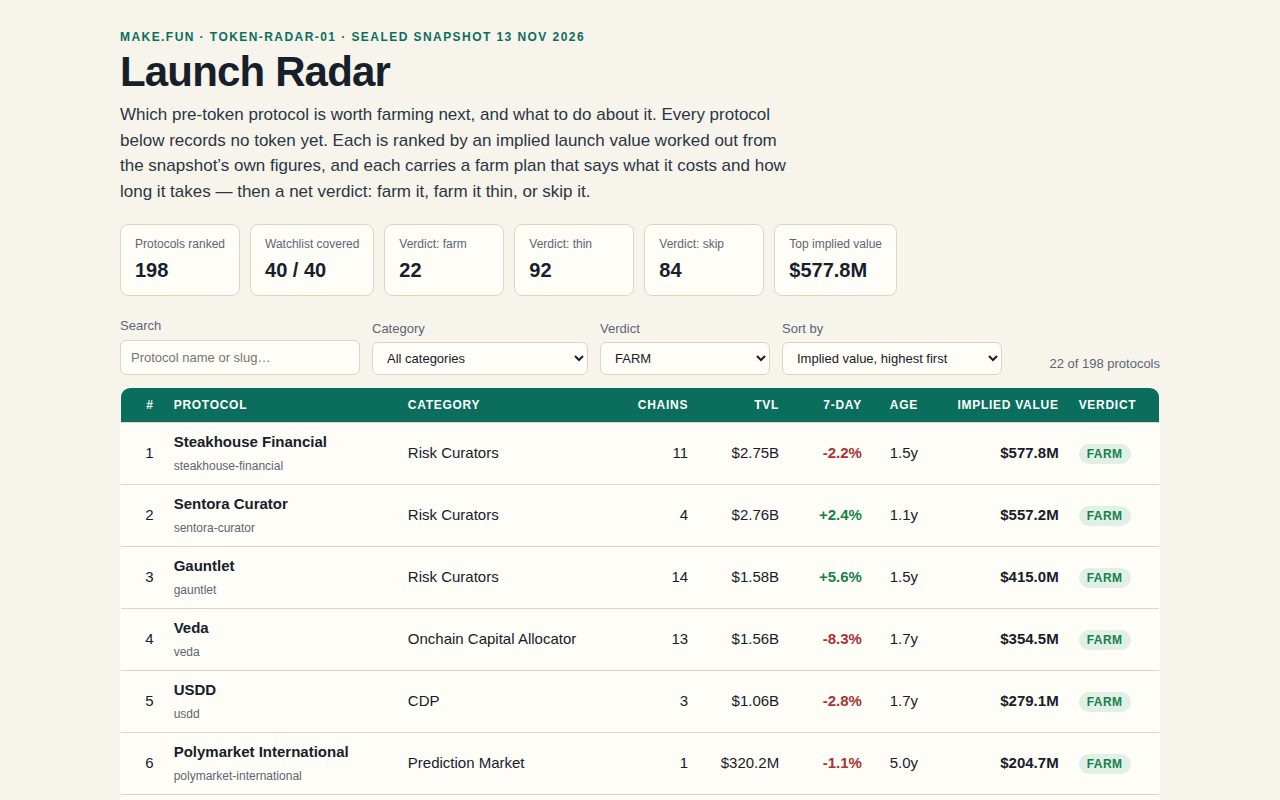 MAKE.FUN · TOKEN-RADAR-01 · SEALED SNAPSHOT 13 NOV 2026
Launch Radar
Which pre-token protocol is worth farming next, and what to do about it. Every protocol
below records no token yet. Each is ranked by an implied launch value worked out from
the snapshot's own figures, and each carries a farm plan that says what it costs and how
long it takes — then a net verdict: farm it, farm it thin, or skip it.
Protocols ranked Watchlist covered Verdict: farm Verdict: thin Verdict: skip Top implied value
198 40 / 40 22 92 84 $577.8M
Search Category Verdict Sort by
Protocol name or slug… All categories FARM Implied value, highest first 22 of 198 protocols
# PROTOCOL CATEGORY CHAINS TVL 7-DAY AGE IMPLIED VALUE VERDICT
1 Steakhouse Financial Risk Curators 11 $2.75B -2.2% 1.5y $577.8M FARM
steakhouse-financial
2 Sentora Curator Risk Curators 4 $2.76B +2.4% 1.1y $557.2M FARM
sentora-curator
3 Gauntlet Risk Curators 14 $1.58B +5.6% 1.5y $415.0M FARM
gauntlet
4 Veda Onchain Capital Allocator 13 $1.56B -8.3% 1.7y $354.5M FARM
veda
5 USDD CDP 3 $1.06B -2.8% 1.7y $279.1M FARM
usdd
6 Polymarket International Prediction Market 1 $320.2M -1.1% 5.0y $204.7M FARM
polymarket-international